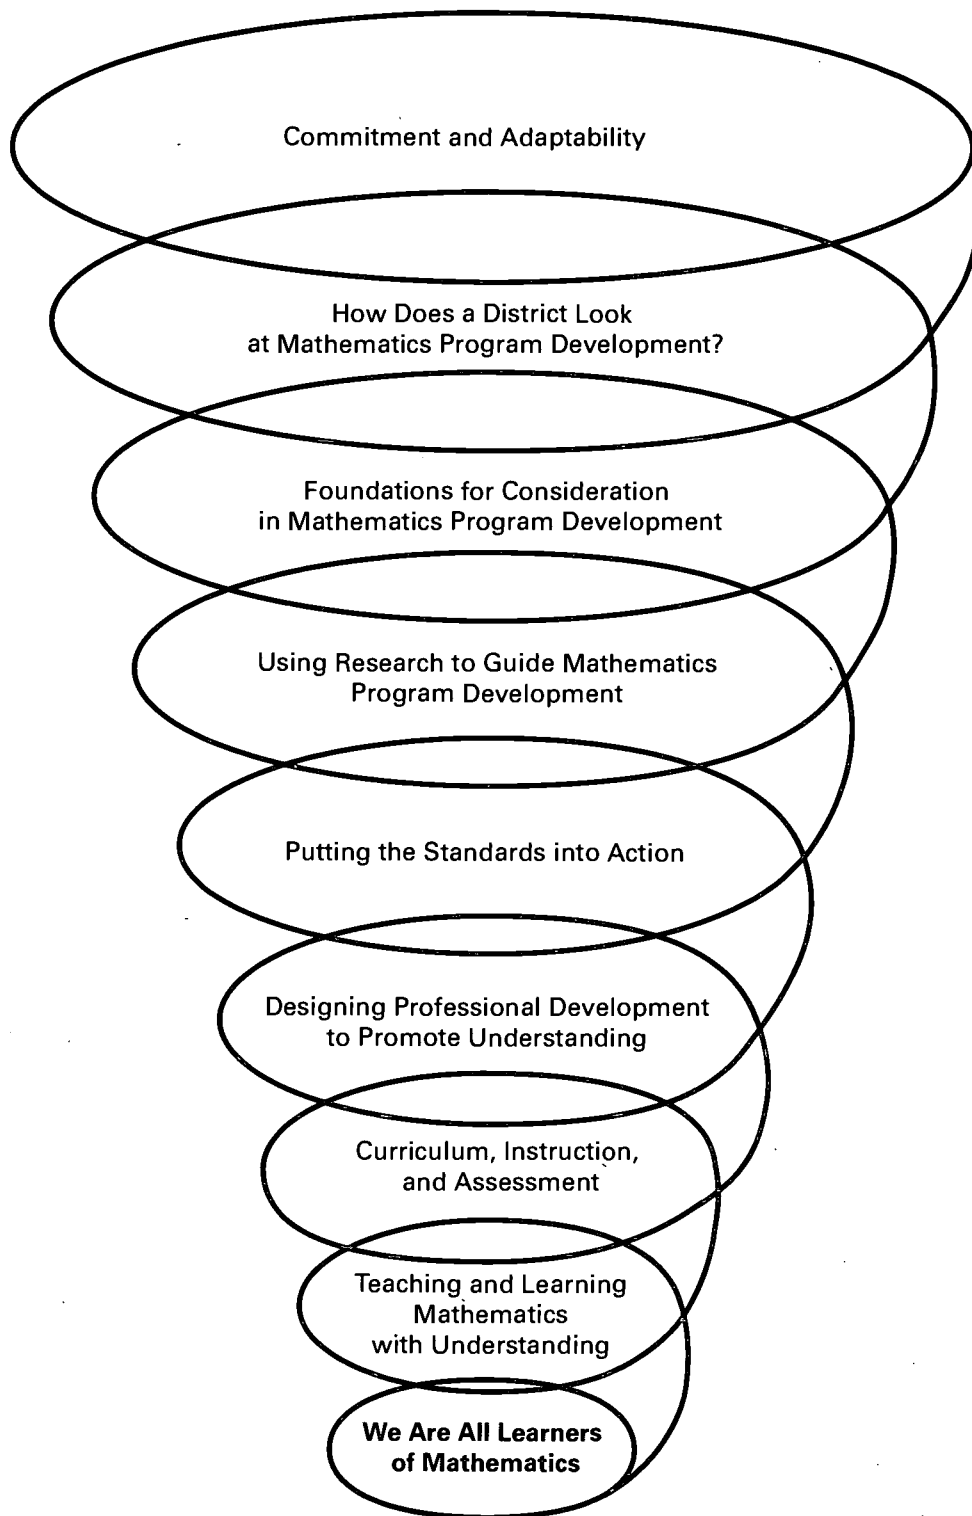 Commitment and Adaptability
How Does a District Look
at Mathematics Program Development?
Foundations for Consideration
in Mathematics Program Development
Using Research to Guide Mathematics
Program Development
Putting the Standards into Action
Designing Professional Development
to Promote Understanding
Curriculum, Instruction,
and Assessment
Teaching and Learning
Mathematics
with Understanding
We Are All Learners
of Mathematics